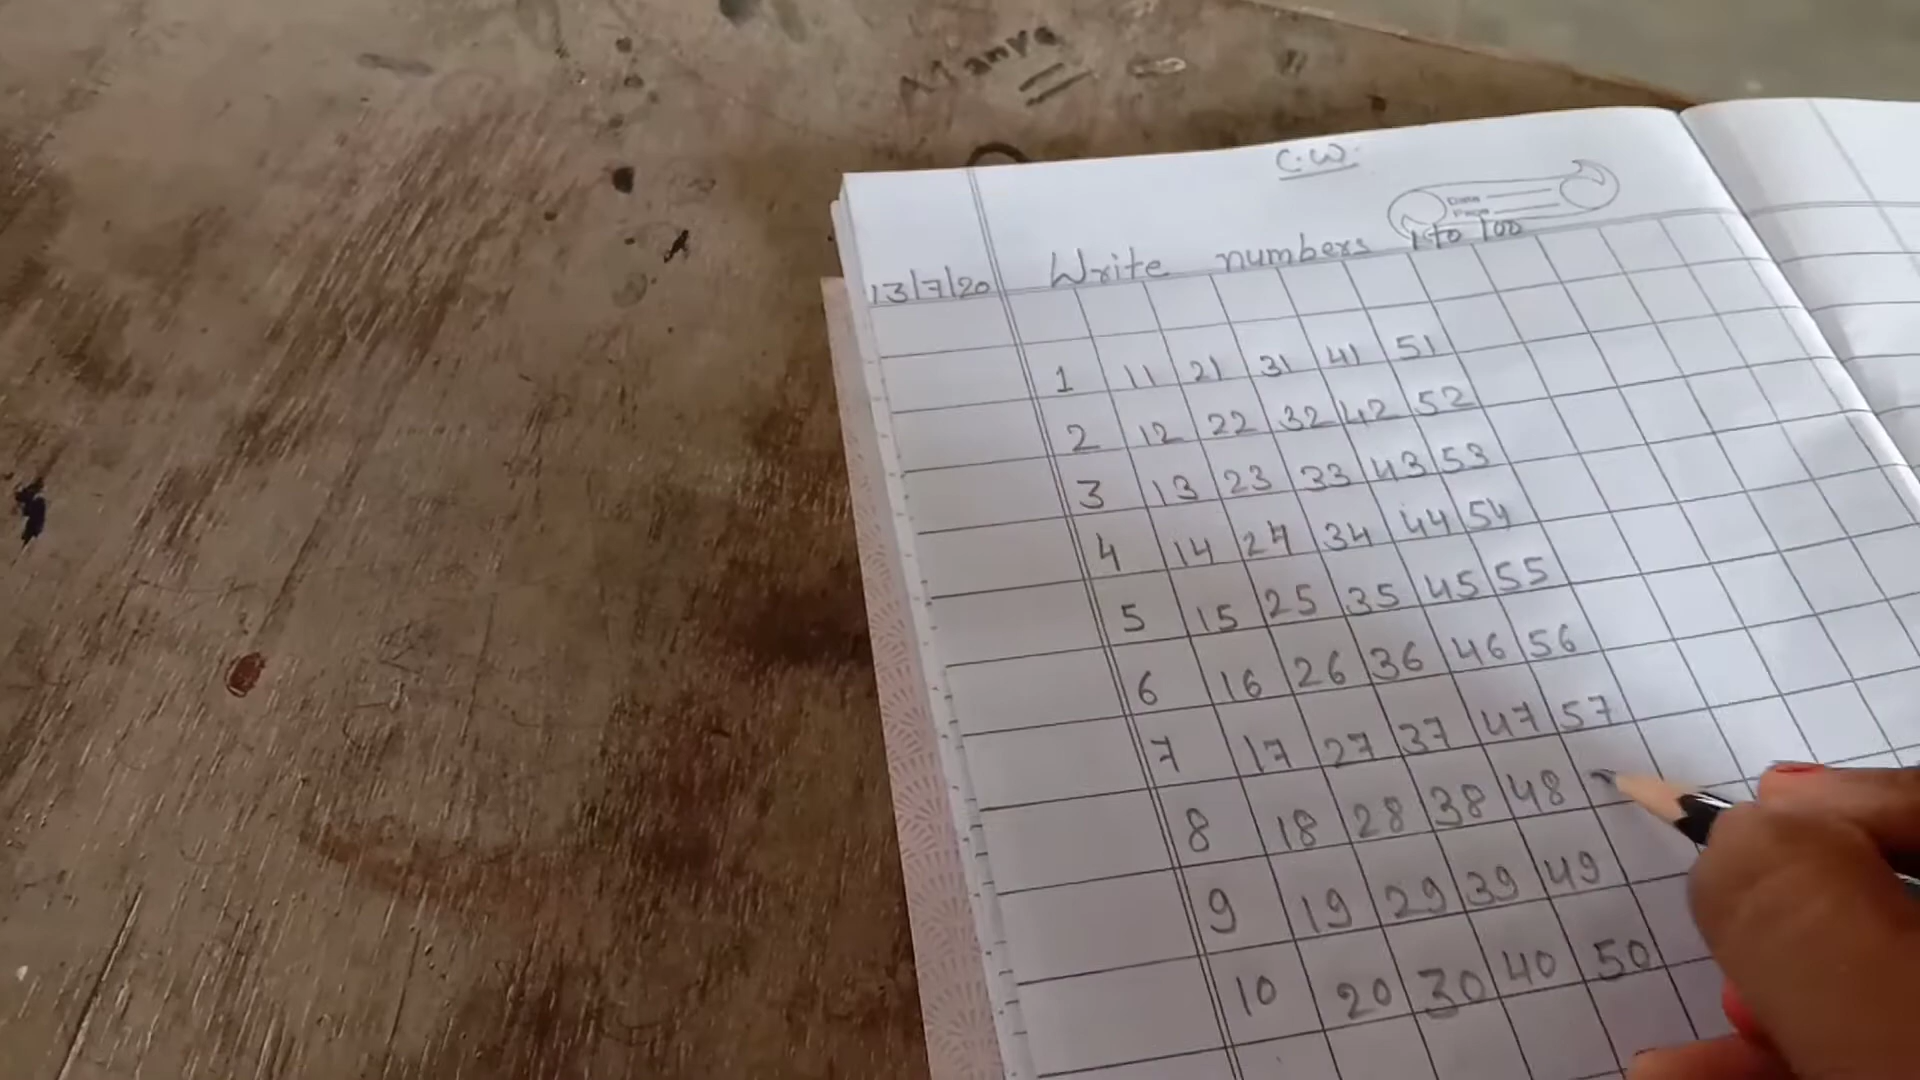 Manya
C.W.
Date
Page
13/7/20 Write numbers 1 to 100
1 11 21 31 41 51
2 12 22 32 42 52
3 13 23 33 43 53
4 14 24 34 44 54
5 15 25 35 45 55
6 16 26 36 46 56
7 17 27 37 47 57
8 18 28 38 48
9 19 29 39 49
10 20 30 40 50